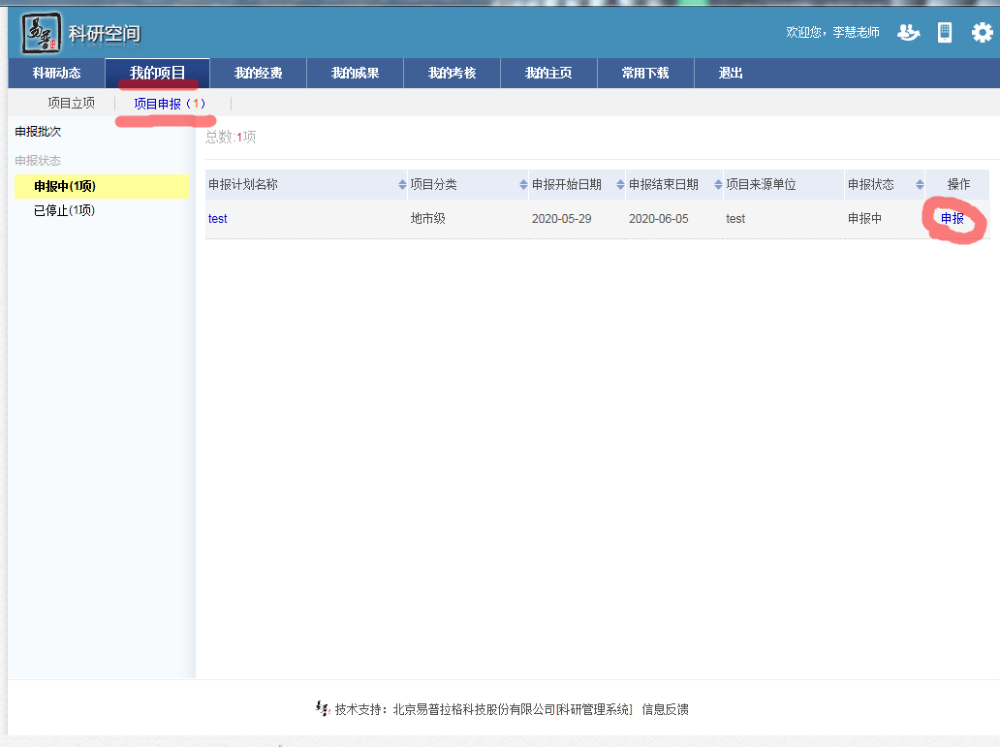 易普 科研空间 欢迎您，李慧老师
科研动态 我的项目 我的经费 我的成果 我的考核 我的主页 常用下载 退出
项目立项 项目申报（1）
申报批次
总数:1项
申报状态
申报中(1项)
已停止(1项)
申报计划名称 项目分类 申报开始日期 申报结束日期 项目来源单位 申报状态 操作
test 地市级 2020-05-29 2020-06-05 test 申报中 申报
技术支持：北京易普拉格科技股份有限公司[科研管理系统] 信息反馈